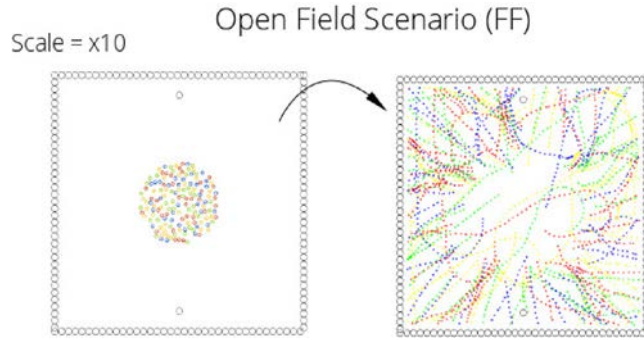 Open Field Scenario (FF)
Scale = x10